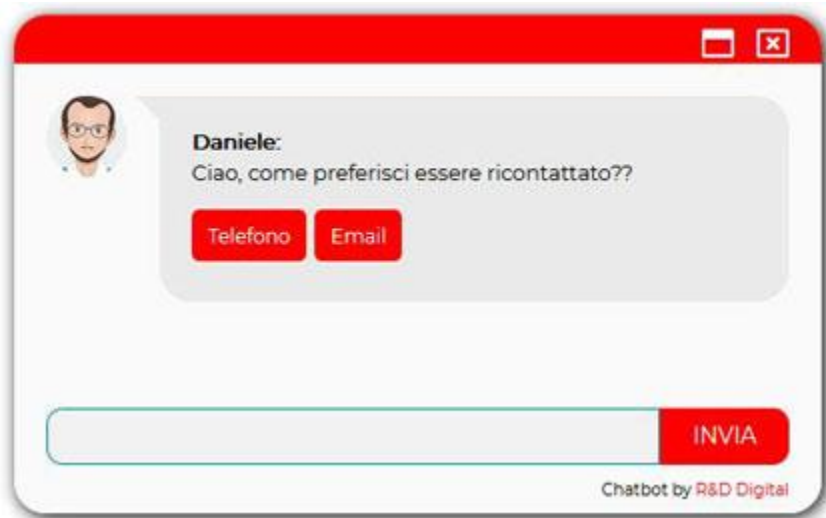 Daniele:
Ciao, come preferisci essere ricontattato??
Telefono Email
INVIA
Chatbot by R&D Digital